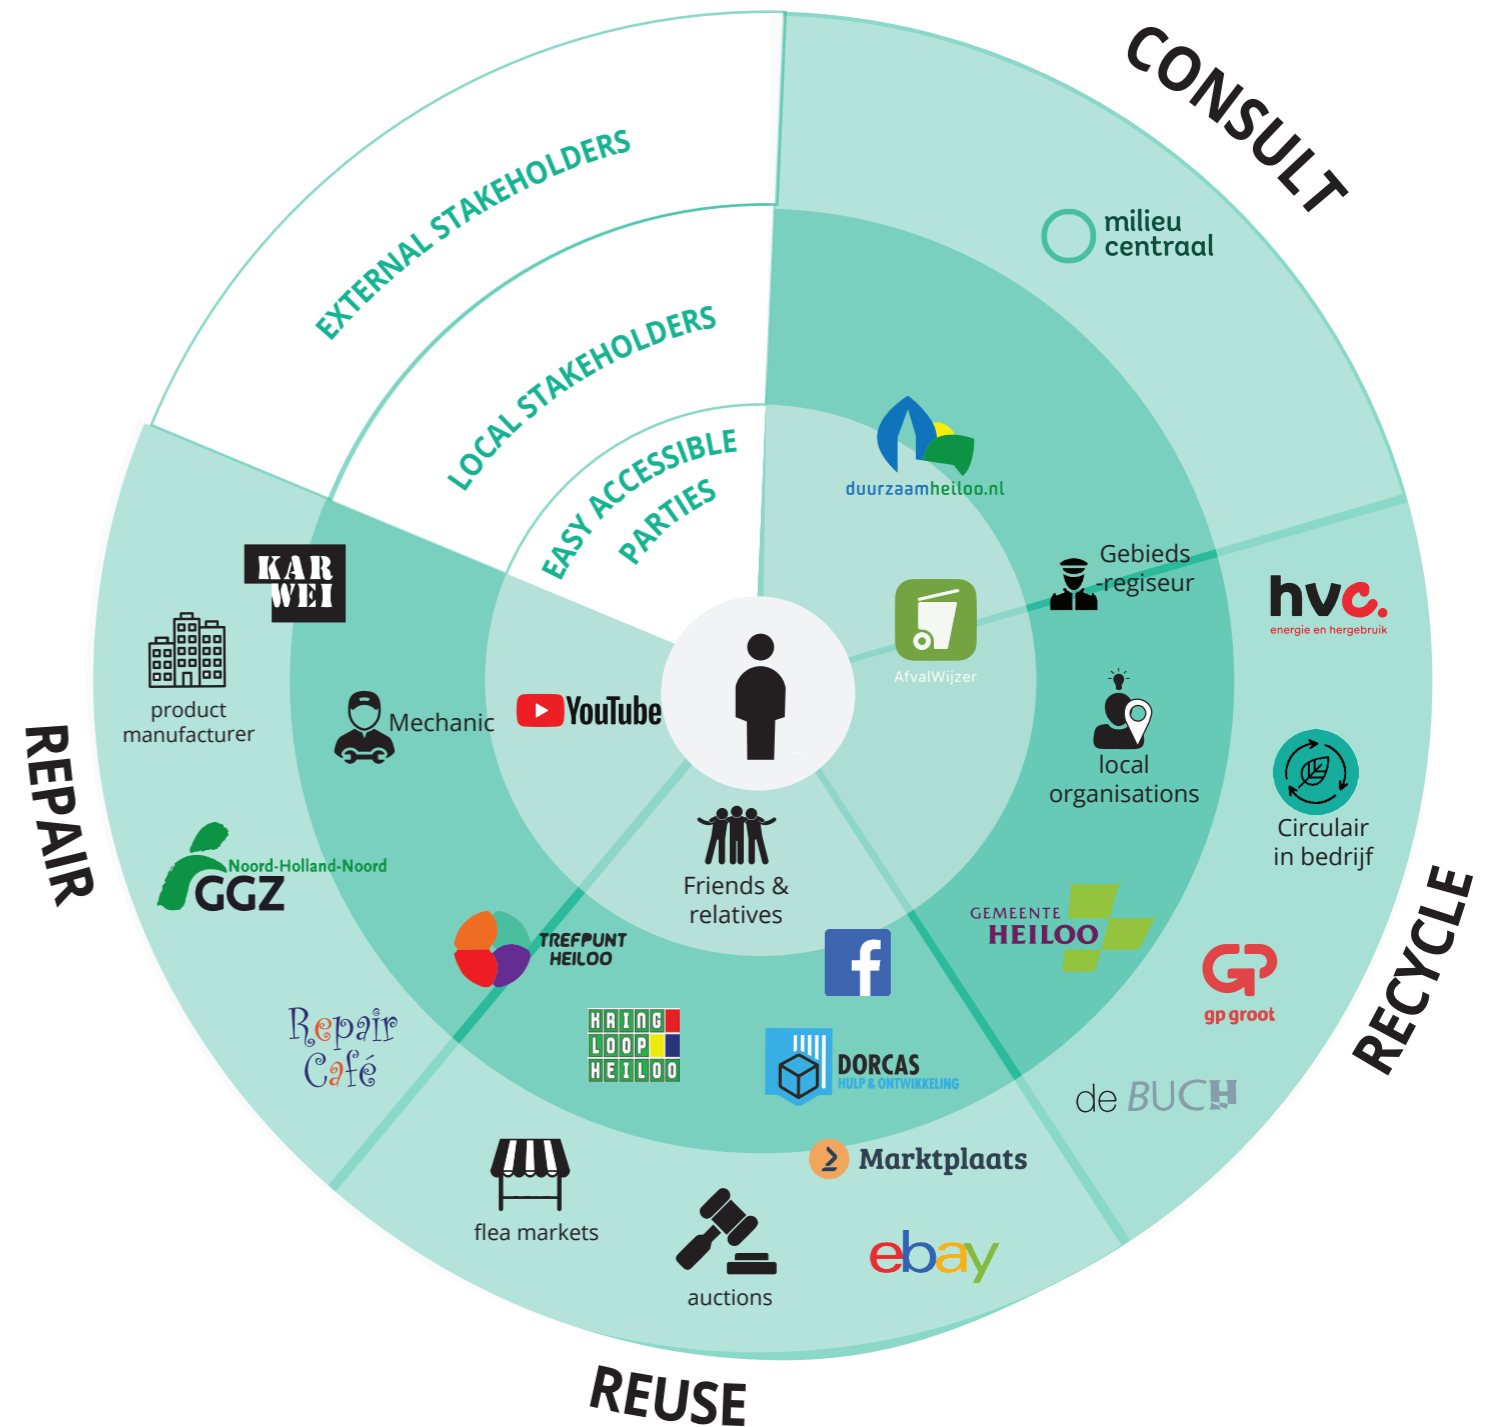 CONSULT
EXTERNAL STAKEHOLDERS
LOCAL STAKEHOLDERS
EASY ACCESSIBLE
PARTIES
milieu
centraal
duurzaamheiloo.nl
Gebieds
-regiseur
AfvalWijzer
hvc.
energie en hergebruik
local
organisations
Circulair
in bedrijf
RECYCLE
GEMEENTE
HEILOO
gp groot
de BUCH
KAR
WEI
product
manufacturer
Mechanic
YouTube
REPAIR
Noord-Holland-Noord
GGZ
TREFPUNT
HEILOO
Repair
Café
Friends &
relatives
f
KRING
LOOP
HEILOO
DORCAS
HULP & ONTWIKKELING
Marktplaats
flea markets
auctions
ebay
REUSE